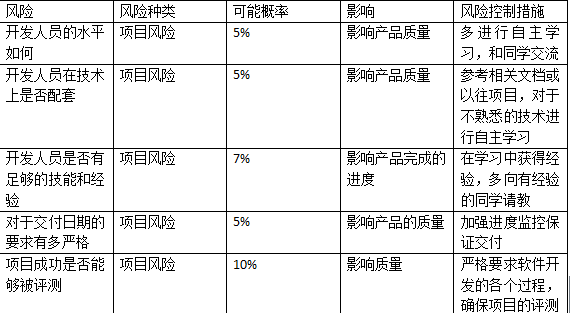 风险 风险种类 可能概率 影响 风险控制措施
开发人员的水平如何 项目风险 5% 影响产品质量 多进行自主学习，和同学交流
开发人员在技术上是否配套 项目风险 5% 影响产品质量 参考相关文档或以往项目，对于不熟悉的技术进行自主学习
开发人员是否有足够的技能和经验 项目风险 7% 影响产品完成的进度 在学习中获得经验，多向有经验的同学请教
对于交付日期的要求有多严格 项目风险 5% 影响产品的质量 加强进度监控保证交付
项目成功是否能够被评测 项目风险 10% 影响质量 严格要求软件开发的各个过程，确保项目的评测